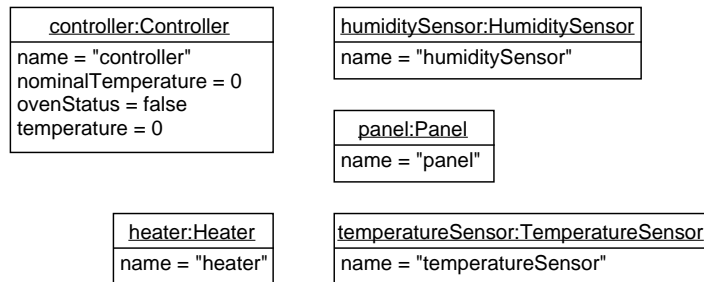 controller:Controller
name = "controller"
nominalTemperature = 0
ovenStatus = false
temperature = 0
humiditySensor:HumiditySensor
name = "humiditySensor"
panel:Panel
name = "panel"
heater:Heater
name = "heater"
temperatureSensor:TemperatureSensor
name = "temperatureSensor"